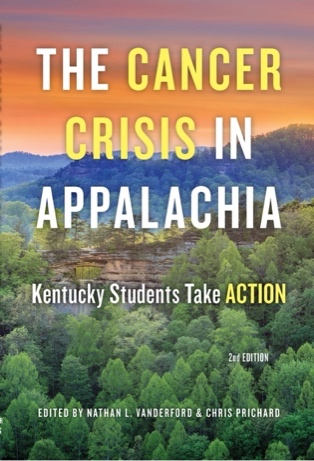 THE CANCER
CRISIS IN
APPALACHIA
Kentucky Students Take ACTION
2nd EDITION
EDITED BY NATHAN L. VANDERFORD & CHRIS PRICHARD